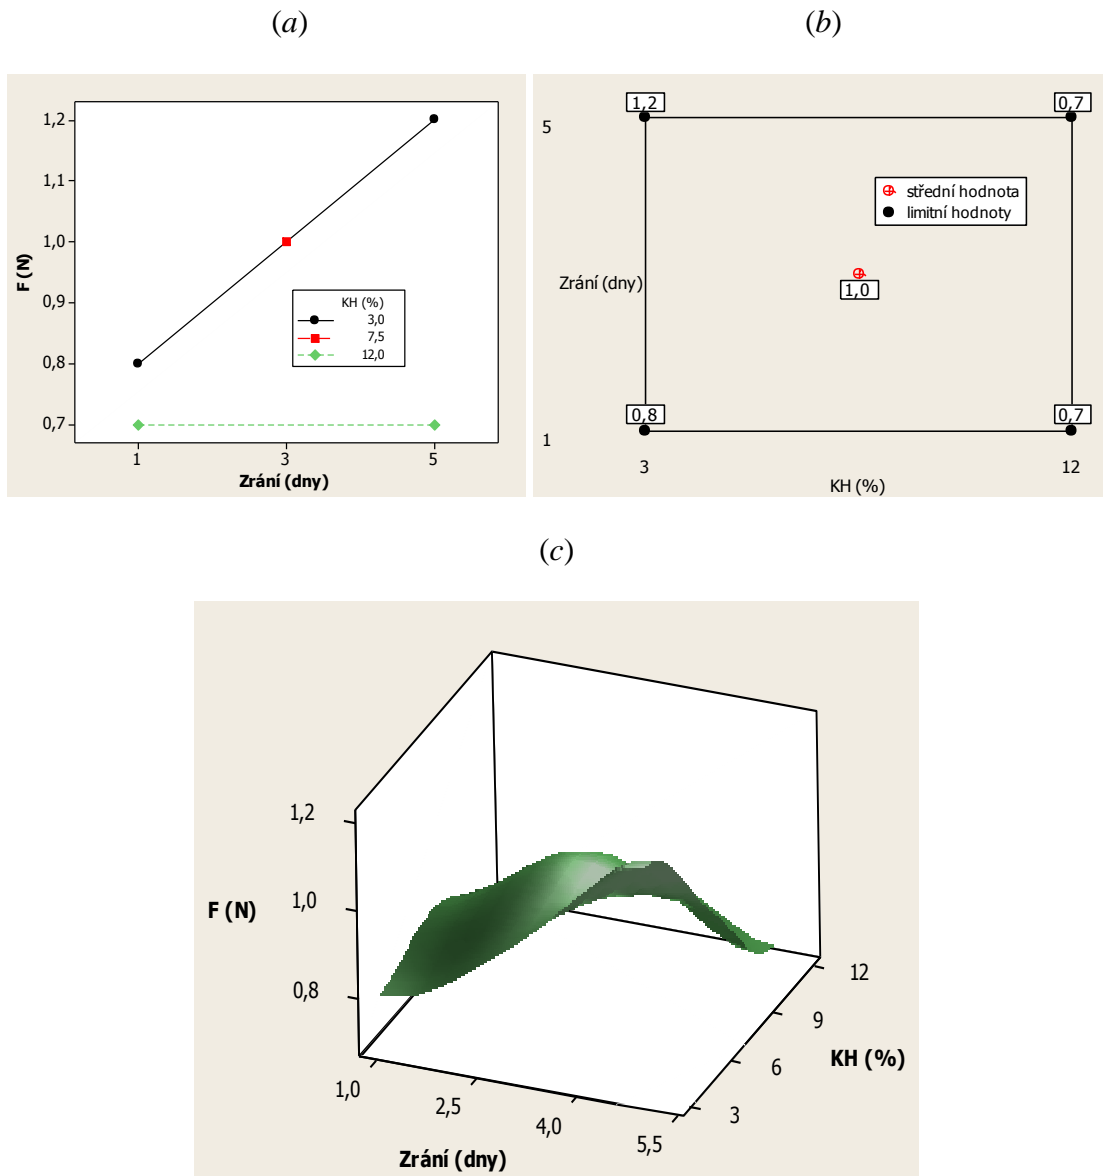 (a)
1,2
1,1
1,0
0,9
0,8
0,7
F (N)
KH (%)
3,0
7,5
12,0
1
3
5
Zrání (dny)
(b)
1,2
0,7
5
střední hodnota
limitní hodnoty
Zrání (dny)
1,0
0,8
0,7
1
3
12
KH (%)
(c)
1,2
1,0
0,8
F (N)
12
9
6
3
KH (%)
1,0
2,5
4,0
5,5
Zrání (dny)